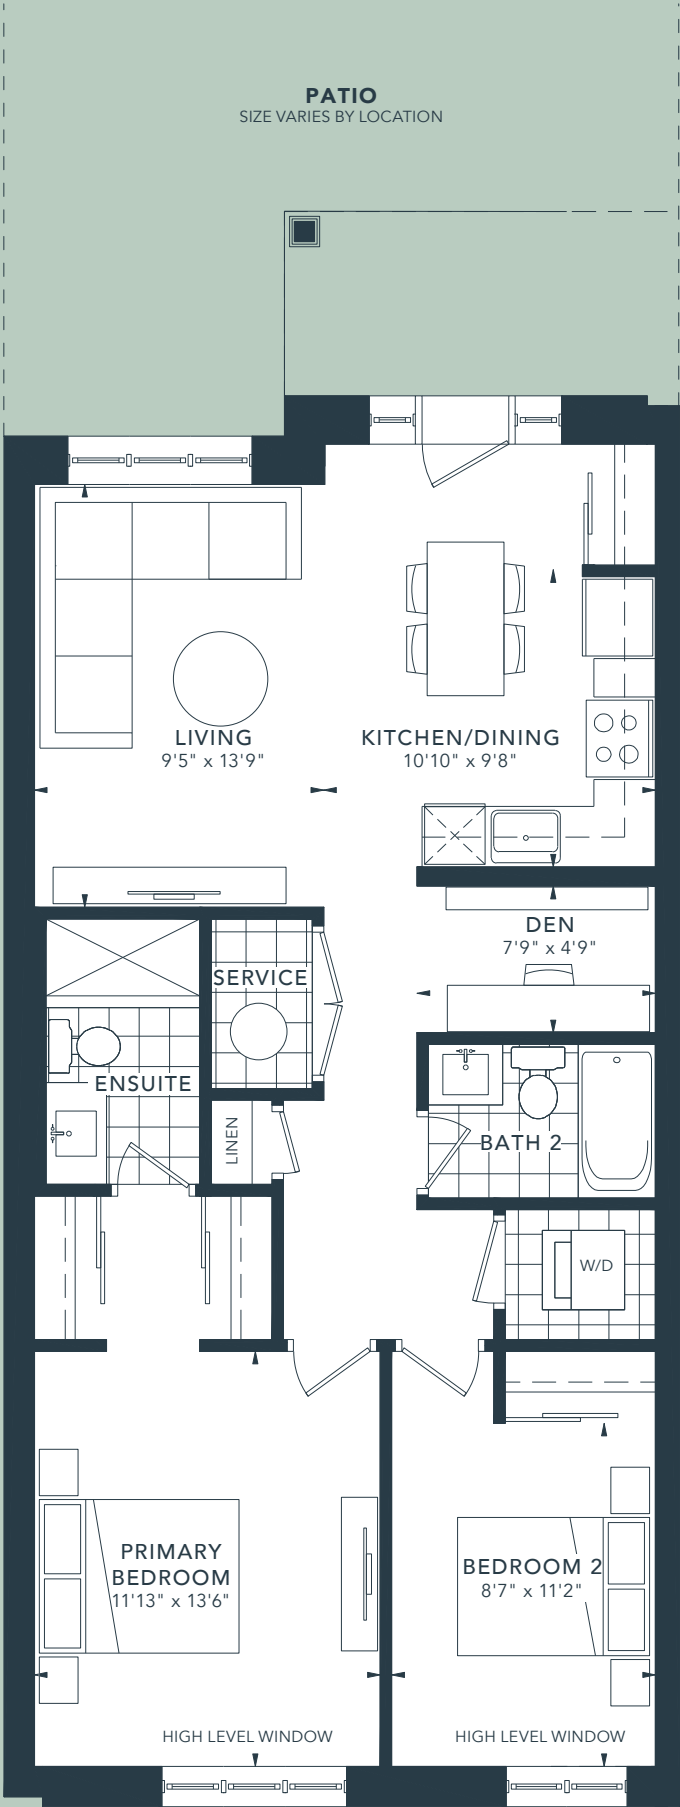 PATIO
SIZE VARIES BY LOCATION
LIVING
9'5" x 13'9"
KITCHEN/DINING
10'10" x 9'8"
DEN
7'9" x 4'9"
SERVICE
ENSUITE
LINEN
BATH 2
W/D
PRIMARY
BEDROOM
11'13" x 13'6"
BEDROOM 2
8'7" x 11'2"
HIGH LEVEL WINDOW
HIGH LEVEL WINDOW